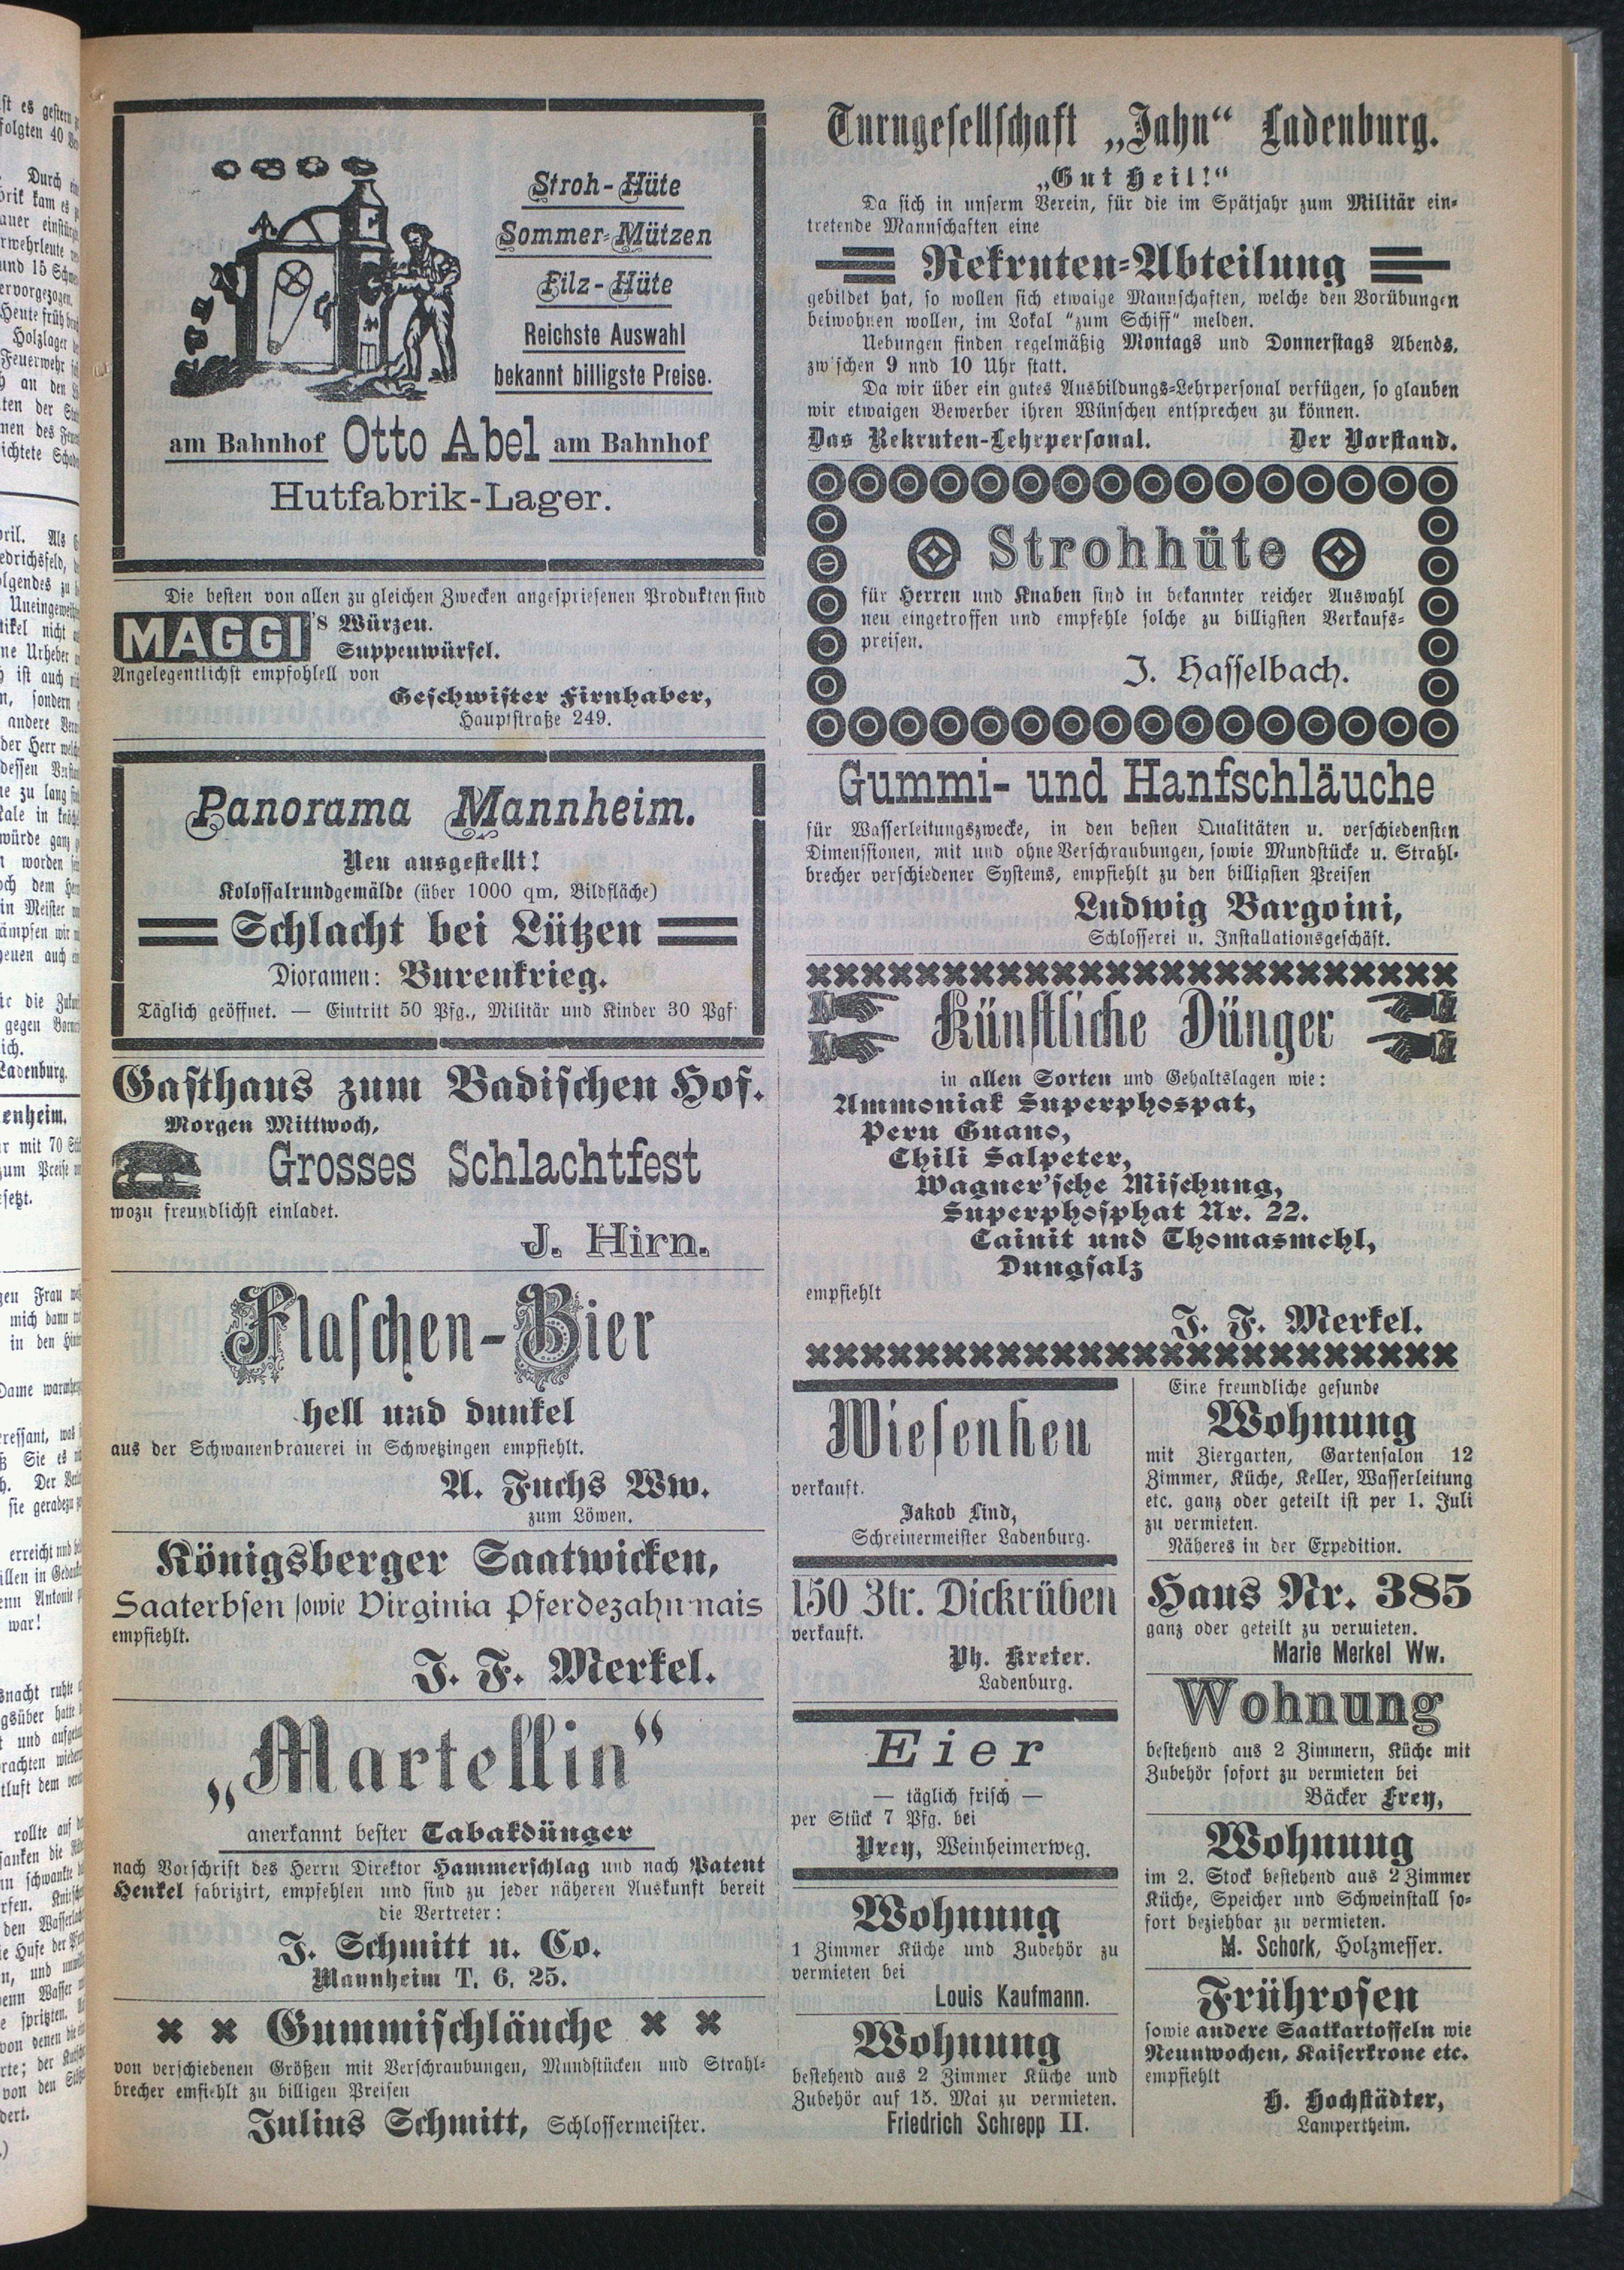 Stroh-Hüte
Sommer-Mützen
Filz-Hüte
Reichste Auswahl
bekannt billigste Preise.
am Bahnhof Otto Abel am Bahnhof
Hutfabrik-Lager.
Die besten von allen zu gleichen Zwecken angepriesenen Produkten sind
MAGGI's Würzen.
Suppenwürfel.
Angelegentlichst empfohlell von
Geschwister Firnhaber,
Hauptstraße 249.
Panorama Mannheim.
Neu ausgestellt!
Kolossalrundgemälde (über 1000 qm, Bildfläche)
Schlacht bei Lützen
Dioramen: Burenkrieg.
Täglich geöffnet. — Eintritt 50 Pfg., Militär und Kinder 30 Pgf.
Gasthaus zum Badischen Hof.
Morgen Mittwoch,
Grosses Schlachtfest
wozu freundlichst einladet.
J. Hirn.
Flaschen-Bier
hell und dunkel
aus der Schwanenbrauerei in Schwetzingen empfiehlt.
A. Fuchs Ww.
zum Löwen.
Königsberger Saatwicken,
Saaterbsen sowie Virginia Pferdezahn-nais
empfiehlt.
J. F. Merkel.
„Martellin“
anerkannt bester Tabakdünger
nach Vorschrift des Herrn Direktor Hammerschlag und nach Patent
Henkel fabrizirt, empfehlen und sind zu jeder näheren Auskunft bereit
die Vertreter:
J. Schmitt u. Co.
Mannheim T. 6. 25.
Gummischläuche
von verschiedenen Größen mit Verschraubungen, Mundstücken und Strahl-
brecher emfiehlt zu billigen Preisen
Julius Schmitt, Schlossermeister.
Turngesellschaft „Jahn“ Ladenburg.
„Gut Heil!“
Da sich in unserm Verein, für die im Spätjahr zum Militär ein-
tretende Mannschaften eine
Rekruten-Abteilung
gebildet hat, so wollen sich etwaige Mannschaften, welche den Vorübungen
beiwohnen wollen, im Lokal "zum Schiff" melden.
Uebungen finden regelmäßig Montags und Donnerstags Abends,
zwischen 9 und 10 Uhr statt.
Da wir über ein gutes Ausbildungs-Lehrpersonal verfügen, so glauben
wir etwaigen Bewerber ihren Wünschen entsprechen zu können.
Das Rekruten-Lehrpersonal. Der Vorstand.
Strohhüte
für Herren und Knaben sind in bekannter reicher Auswahl
neu eingetroffen und empfehle solche zu billigsten Verkaufs-
preisen.
J. Hasselbach.
Gummi- und Hanfschläuche
für Wasserleitungszwecke, in den besten Qualitäten u. verschiedensten
Dimensionen, mit und ohne Verschraubungen, sowie Mundstücke u. Strahl-
brecher verschiedener Systems, empfiehlt zu den billigsten Preisen
Ludwig Bargoini,
Schlosserei u. Installationsgeschäft.
Künstliche Dünger
in allen Sorten und Gehaltslagen wie:
Ammoniak Superphospat,
Peru Guano,
Chili Salpeter,
Wagner'sche Mischung,
Superphosphat Nr. 22.
Cainit und Thomasmehl,
Dungsalz
empfiehlt
J. F. Merkel.
Wiesenheu
verkauft.
Jakob Lind,
Schreinermeister Ladenburg.
150 Ztr. Dickrüben
verkauft.
Ph. Kreter.
Ladenburg.
Eier
— täglich frisch —
per Stück 7 Pfg. bei
Prey, Weinheimerweg.
Wohnung
1 Zimmer Küche und Zubehör zu
vermieten bei
Louis Kaufmann.
Wohnung
bestehend aus 2 Zimmer Küche und
Zubehör auf 15. Mai zu vermieten.
Friedrich Schrepp II.
Eine freundliche gesunde
Wohnung
mit Ziergarten, Gartensalon 12
Zimmer, Küche, Keller, Wasserleitung
etc. ganz oder geteilt ist per 1. Juli
zu vermieten.
Näheres in der Expedition.
Haus Nr. 385
ganz oder geteilt zu vermieten.
Marie Merkel Ww.
Wohnung
bestehend aus 2 Zimmern, Küche mit
Zubehör sofort zu vermieten bei
Bäcker Frey,
Wohnung
im 2. Stock bestehend aus 2 Zimmer
Küche, Speicher und Schweinstall so-
fort beziehbar zu vermieten.
M. Schork, Holzmesser.
Frührosen
sowie andere Saatkartoffeln wie
Neunwochen, Kaiserkrone etc.
empfiehlt
H. Hochstädter,
Lampertheim.